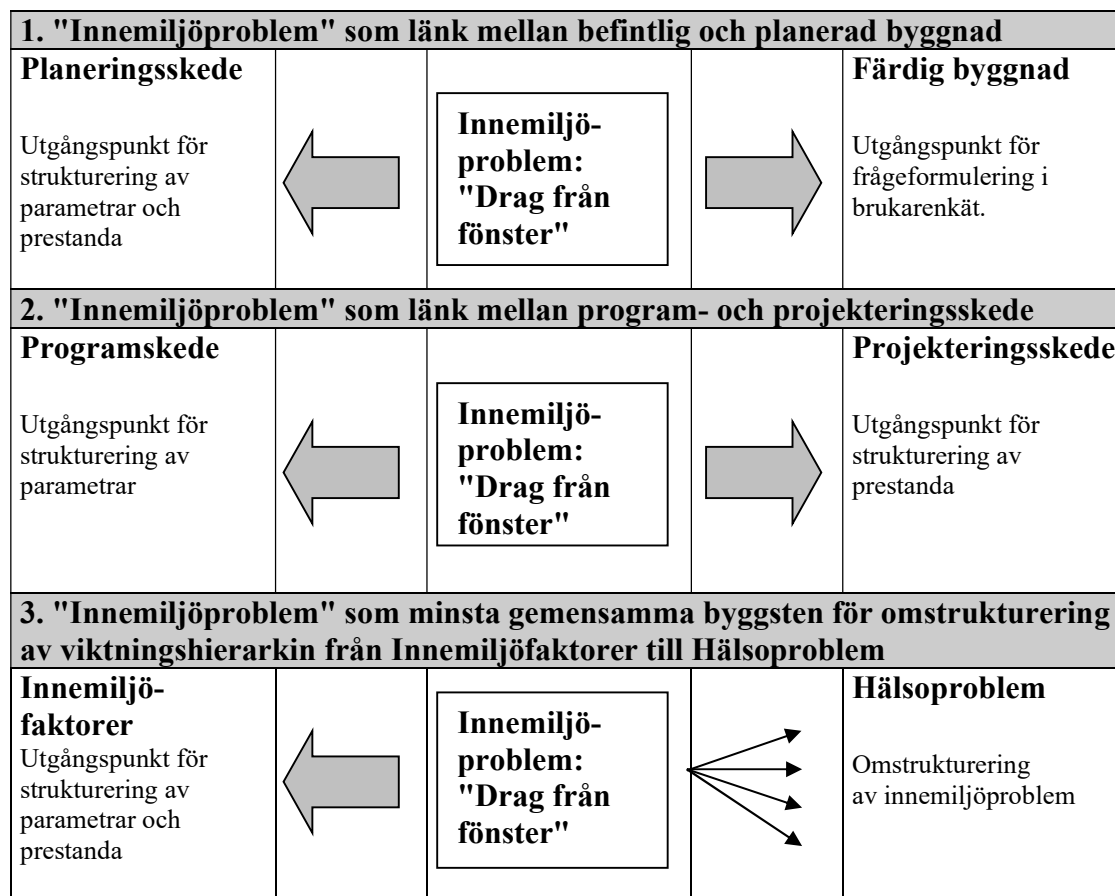 1. "Innemiljöproblem" som länk mellan befintlig och planerad byggnad
Planeringsskede
Utgångspunkt för
strukturering av
parametrar och
prestanda
Innemiljö-
problem:
"Drag från
fönster"
Färdig byggnad
Utgångspunkt för
frågeformulering i
brukarenkät.
2. "Innemiljöproblem" som länk mellan program- och projekteringsskede
Programskede
Utgångspunkt för
strukturering av
parametrar
Innemiljö-
problem:
"Drag från
fönster"
Projekteringsskede
Utgångspunkt för
strukturering av
prestanda
3. "Innemiljöproblem" som minsta gemensamma byggsten för omstrukturering
av viktningshierarkin från Innemiljöfaktorer till Hälsoproblem
Innemiljö-
faktorer
Utgångspunkt för
strukturering av
parametrar och
prestanda
Innemiljö-
problem:
"Drag från
fönster"
Hälsoproblem
Omstrukturering
av innemiljöproblem